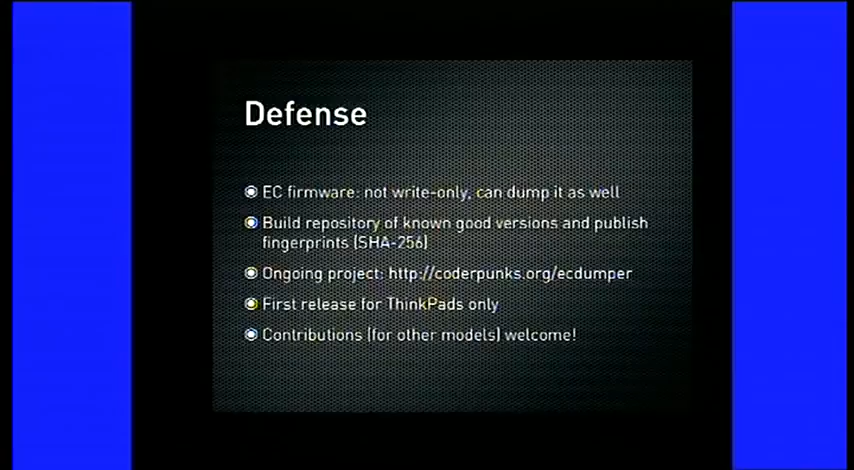 Defense
EC firmware: not write-only, can dump it as well
Build repository of known good versions and publish
fingerprints (SHA-256)
Ongoing project: http://coderpunks.org/ecdumper
First release for ThinkPads only
Contributions (for other models) welcome!